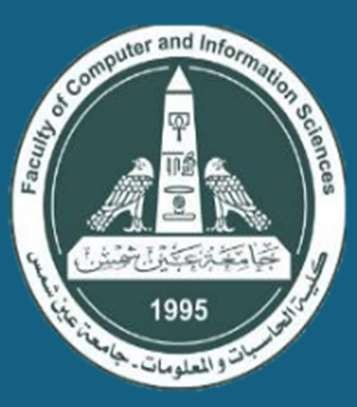 Faculty of Computer and Information Sciences
جامعة عين شمس
1995
كلية الحاسبات و المعلومات - جامعة عين شمس